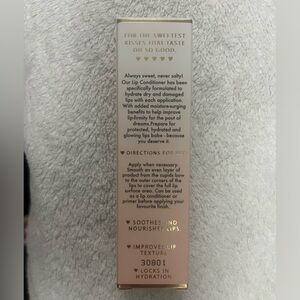 FOR THE SWEETEST
KISSES THAT TASTE
OH SO GOOD.
Always sweet, never salty!
Our Lip Conditioner has been
specifically formulated to
hydrate dry and damaged
lips with each application.
With added moisture-surging
benefits to help improve
lip-firmity for the pout of
dreams. Prepare for
protected, hydrated and
glowing lips babe - because
you deserve it.
DIRECTIONS FOR
Apply when necessary.
Smooth an even layer of
product from the cupids bow
to the outer corners of the
lips to cover the full lip
surface area. Can be used
as a lip conditioner or
primer before applying your
favourite finish.
SOOTHES AND
NOURISHES LIPS.
IMPROVES LIP
TEXTURE
30801
LOCKS IN
HYDRATION